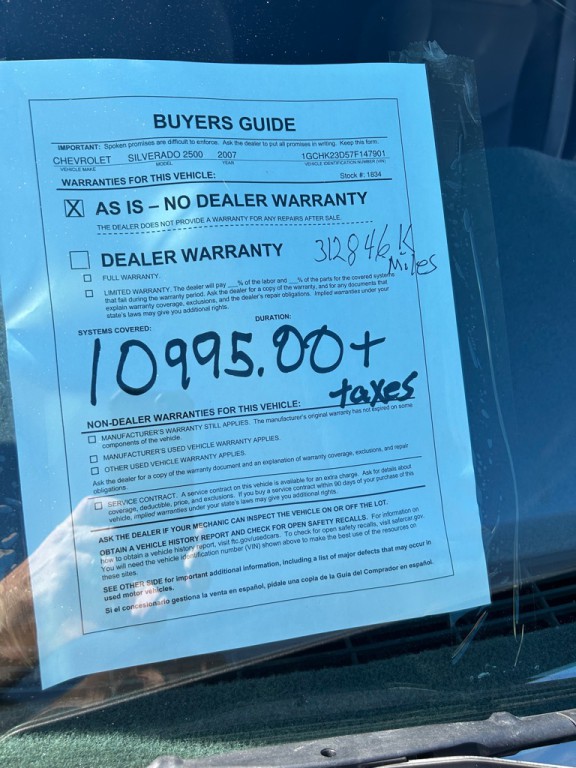 BUYERS GUIDE
IMPORTANT: Spoken promises are difficult to enforce. Ask the dealer to put all promises in writing. Keep this form.
CHEVROLET SILVERADO 2500 2007 1GCHK23D57F147901
VEHICLE MAKE MODEL YEAR VEHICLE IDENTIFICATION NUMBER (VIN)
WARRANTIES FOR THIS VEHICLE: Stock #: 1834
☒ AS IS – NO DEALER WARRANTY
THE DEALER DOES NOT PROVIDE A WARRANTY FOR ANY REPAIRS AFTER SALE.
☐ DEALER WARRANTY 312846 K
Miles
☐ FULL WARRANTY.
☐ LIMITED WARRANTY. The dealer will pay ___% of the labor and ___% of the parts for the covered systems
that fail during the warranty period. Ask the dealer for a copy of the warranty, and for any documents that
explain warranty coverage, exclusions, and the dealer's repair obligations. Implied warranties under your
state's laws may give you additional rights.
SYSTEMS COVERED: DURATION:
10995.00+
taxes
NON-DEALER WARRANTIES FOR THIS VEHICLE:
☐ MANUFACTURER'S WARRANTY STILL APPLIES. The manufacturer's original warranty has not expired on some
components of the vehicle.
☐ MANUFACTURER'S USED VEHICLE WARRANTY APPLIES.
☐ OTHER USED VEHICLE WARRANTY APPLIES.
Ask the dealer for a copy of the warranty document and an explanation of warranty coverage, exclusions, and repair
obligations.
☐ SERVICE CONTRACT. A service contract on this vehicle is available for an extra charge. Ask for details about
coverage, deductible, price, and exclusions. If you buy a service contract within 90 days of your purchase of this
vehicle, implied warranties under your state's laws may give you additional rights.
ASK THE DEALER IF YOUR MECHANIC CAN INSPECT THE VEHICLE ON OR OFF THE LOT.
OBTAIN A VEHICLE HISTORY REPORT AND CHECK FOR OPEN SAFETY RECALLS. For information on
how to obtain a vehicle history report, visit ftc.gov/usedcars. To check for open safety recalls, visit safercar.gov.
You will need the vehicle identification number (VIN) shown above to make the best use of the resources on
these sites.
SEE OTHER SIDE for important additional information, including a list of major defects that may occur in
used motor vehicles.
Si el concesionario gestiona la venta en español, pídale una copia de la Guía del Comprador en español.